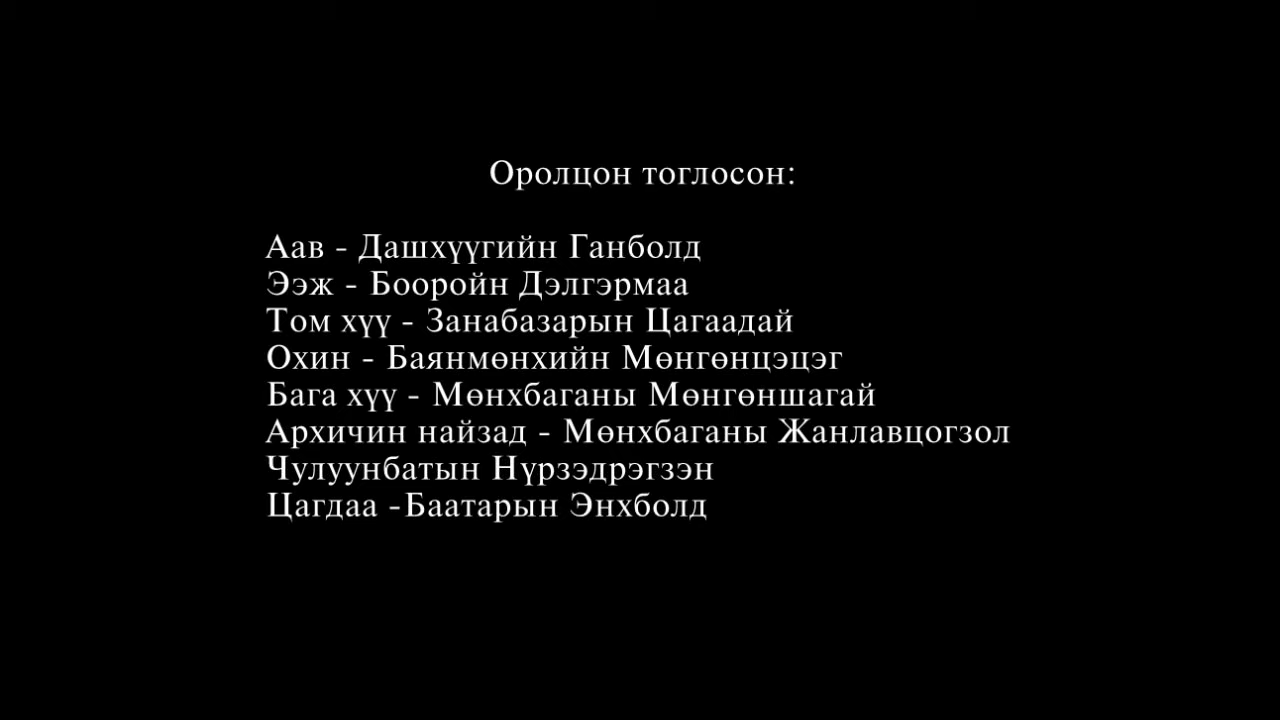 Оролцон тоглосон:
Аав - Дашхүүгийн Ганболд
Ээж - Бооройн Дэлгэрмаа
Том хүү - Занабазарын Цагаадай
Охин - Баянмөнхийн Мөнгөнцэцэг
Бага хүү - Мөнхбаганы Мөнгөншагай
Архичин найзад - Мөнхбаганы Жанлавцогзол
Чулуунбатын Нүрзэдрэгзэн
Цагдаа -Баатарын Энхболд